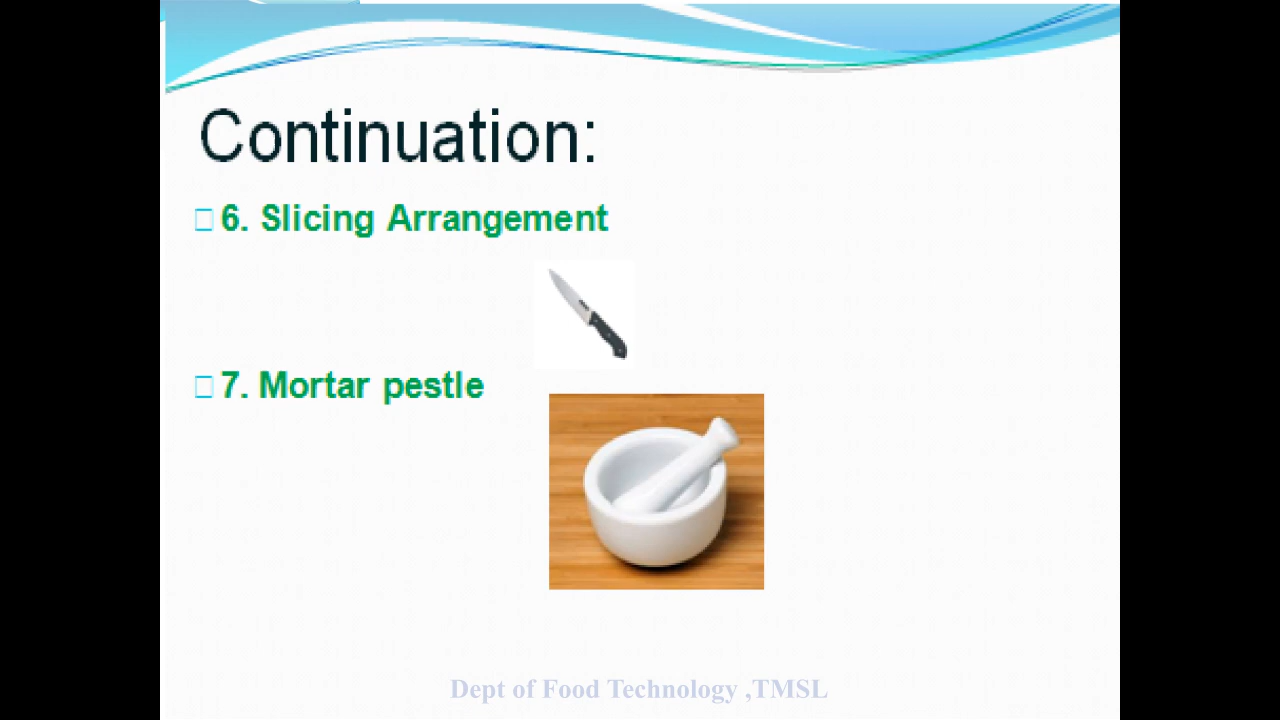 Continuation:
6. Slicing Arrangement
7. Mortar pestle
Dept of Food Technology ,TMSL